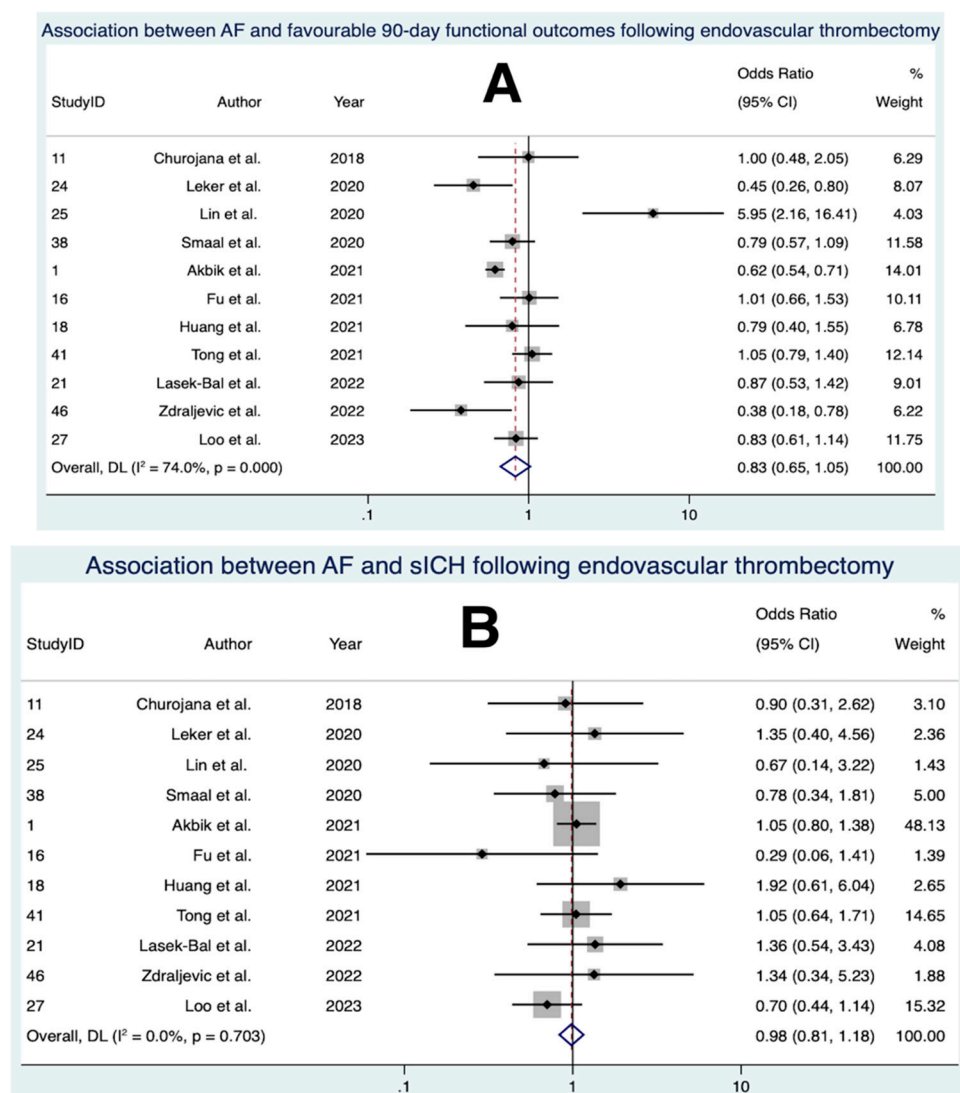 Association between AF and favourable 90-day functional outcomes following endovascular thrombectomy
A
Odds Ratio %
StudyID Author Year (95% CI) Weight
11 Churojana et al. 2018 1.00 (0.48, 2.05) 6.29
24 Leker et al. 2020 0.45 (0.26, 0.80) 8.07
25 Lin et al. 2020 5.95 (2.16, 16.41) 4.03
38 Smaal et al. 2020 0.79 (0.57, 1.09) 11.58
1 Akbik et al. 2021 0.62 (0.54, 0.71) 14.01
16 Fu et al. 2021 1.01 (0.66, 1.53) 10.11
18 Huang et al. 2021 0.79 (0.40, 1.55) 6.78
41 Tong et al. 2021 1.05 (0.79, 1.40) 12.14
21 Lasek-Bal et al. 2022 0.87 (0.53, 1.42) 9.01
46 Zdraljevic et al. 2022 0.38 (0.18, 0.78) 6.22
27 Loo et al. 2023 0.83 (0.61, 1.14) 11.75
Overall, DL (I² = 74.0%, p = 0.000) 0.83 (0.65, 1.05) 100.00
.1 1 10
Association between AF and sICH following endovascular thrombectomy
B
Odds Ratio %
StudyID Author Year (95% CI) Weight
11 Churojana et al. 2018 0.90 (0.31, 2.62) 3.10
24 Leker et al. 2020 1.35 (0.40, 4.56) 2.36
25 Lin et al. 2020 0.67 (0.14, 3.22) 1.43
38 Smaal et al. 2020 0.78 (0.34, 1.81) 5.00
1 Akbik et al. 2021 1.05 (0.80, 1.38) 48.13
16 Fu et al. 2021 0.29 (0.06, 1.41) 1.39
18 Huang et al. 2021 1.92 (0.61, 6.04) 2.65
41 Tong et al. 2021 1.05 (0.64, 1.71) 14.65
21 Lasek-Bal et al. 2022 1.36 (0.54, 3.43) 4.08
46 Zdraljevic et al. 2022 1.34 (0.34, 5.23) 1.88
27 Loo et al. 2023 0.70 (0.44, 1.14) 15.32
Overall, DL (I² = 0.0%, p = 0.703) 0.98 (0.81, 1.18) 100.00
.1 1 10